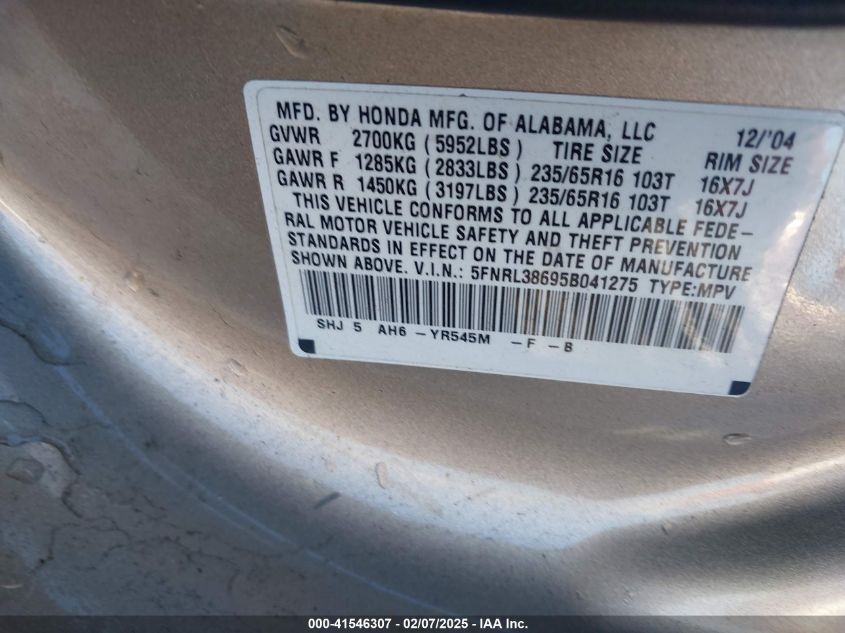 MFD. BY HONDA MFG. OF ALABAMA, LLC 12/'04
GVWR 2700KG (5952LBS) TIRE SIZE RIM SIZE
GAWR F 1285KG (2833LBS) 235/65R16 103T 16X7J
GAWR R 1450KG (3197LBS) 235/65R16 103T 16X7J
THIS VEHICLE CONFORMS TO ALL APPLICABLE FEDE-
RAL MOTOR VEHICLE SAFETY AND THEFT PREVENTION
STANDARDS IN EFFECT ON THE DATE OF MANUFACTURE
SHOWN ABOVE. V.I.N.: 5FNRL38695B041275 TYPE:MPV
SHJ 5 AH6 - YR545M - F - B
000-41546307 - 02/07/2025 - IAA Inc.